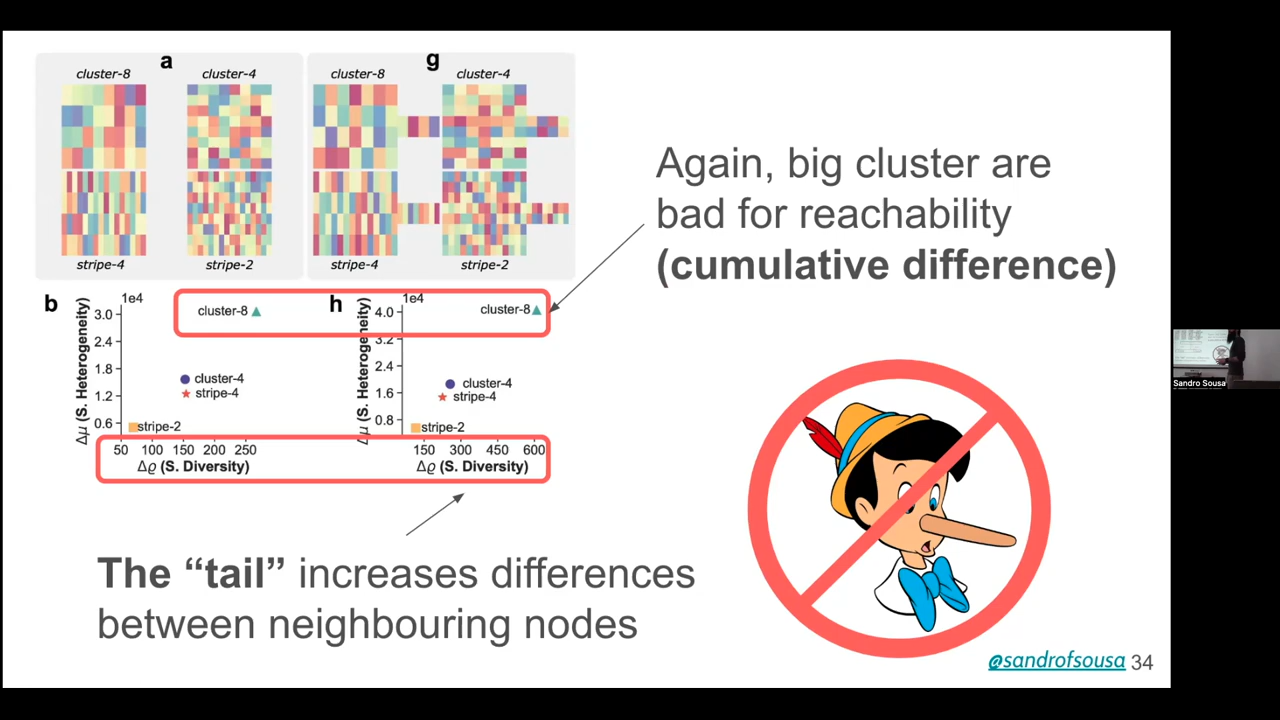 a
g
cluster-8
cluster-4
cluster-8
cluster-4
stripe-4
stripe-2
stripe-4
stripe-2
Again, big cluster are
bad for reachability
(cumulative difference)
b
Δμ (S. Heterogeneity)
1e4
3.0
2.4
1.8
1.2
0.6
cluster-8
cluster-4
stripe-4
stripe-2
50 100 150 200 250
Δϱ (S. Diversity)
h
Δμ (S. Heterogeneity)
1e4
4.0
3.2
2.4
1.6
0.8
cluster-8
cluster-4
stripe-4
stripe-2
150 300 450 600
Δϱ (S. Diversity)
The “tail” increases differences
between neighbouring nodes
@sandrofsousa 34
Sandro Sousa